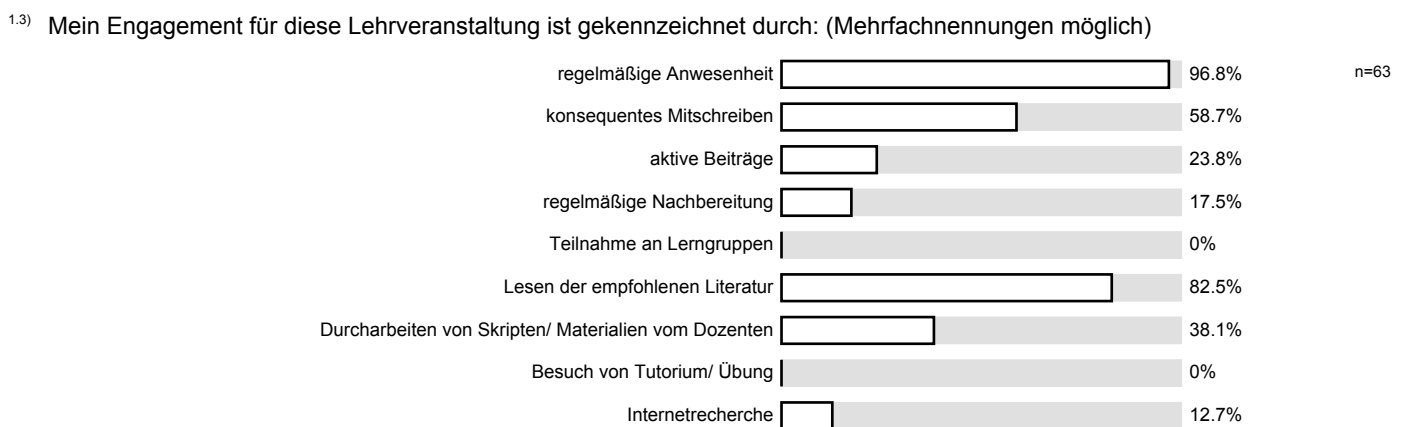 1.3) Mein Engagement für diese Lehrveranstaltung ist gekennzeichnet durch: (Mehrfachnennungen möglich)
regelmäßige Anwesenheit 96.8% n=63
konsequentes Mitschreiben 58.7%
aktive Beiträge 23.8%
regelmäßige Nachbereitung 17.5%
Teilnahme an Lerngruppen 0%
Lesen der empfohlenen Literatur 82.5%
Durcharbeiten von Skripten/ Materialien vom Dozenten 38.1%
Besuch von Tutorium/ Übung 0%
Internetrecherche 12.7%